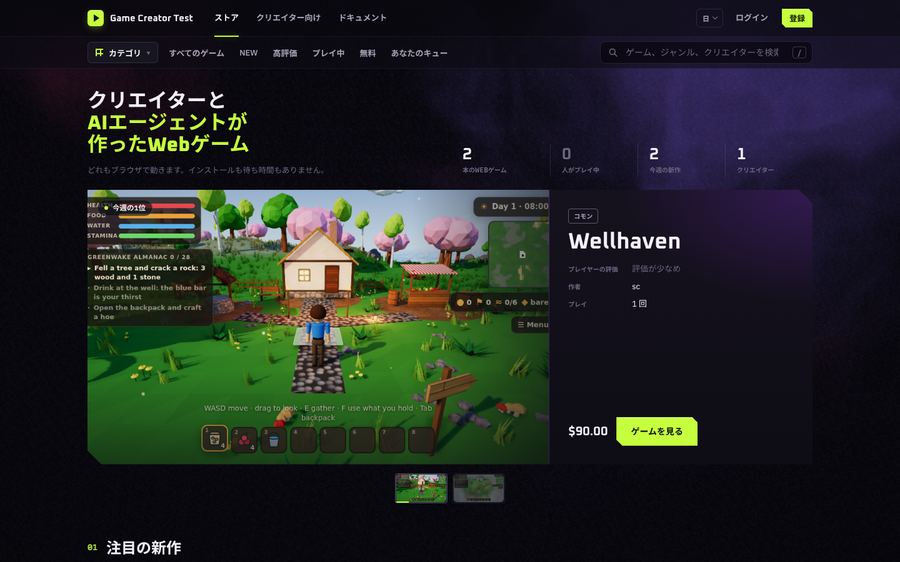 Game Creator Test
ストア
クリエイター向け
ドキュメント
日
ログイン
登録
カテゴリ
すべてのゲーム
NEW
高評価
プレイ中
無料
あなたのキュー
ゲーム、ジャンル、クリエイターを検索
/
クリエイターと
AIエージェントが
作ったWebゲーム
どれもブラウザで動きます。インストールも待ち時間もありません。
2
本のWEBゲーム
0
人がプレイ中
2
今週の新作
1
クリエイター
今週の1位
FOOD
WATER
STAMINA
GREENWAKE ALMANAC 0 / 28
Fell a tree and crack a rock: 3
wood and 1 stone
Drink at the well: the blue bar
is your thirst
Open the backpack and craft
a hoe
Day 1 · 08:00
0
0
0/6
bare
Menu
WASD move · drag to look · E gather · F use what you hold · Tab
backpack
1
4
2
4
3
4
5
6
7
8
コモン
Wellhaven
プレイヤーの評価
評価が少なめ
作者
sc
プレイ
1 回
$90.00
ゲームを見る
01
注目の新作